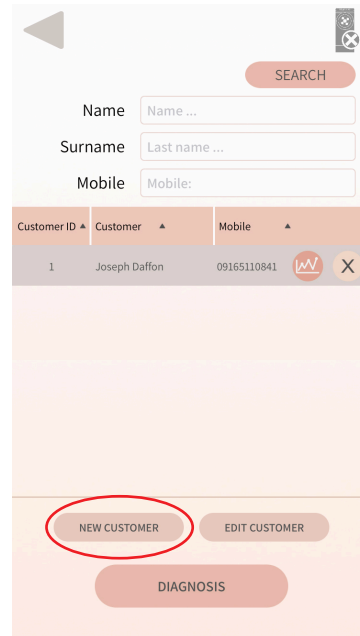 SEARCH
Name Name ...
Surname Last name ...
Mobile Mobile:
Customer ID ▲ Customer ▲ Mobile ▲
1 Joseph Daffon 09165110841 X
NEW CUSTOMER EDIT CUSTOMER
DIAGNOSIS